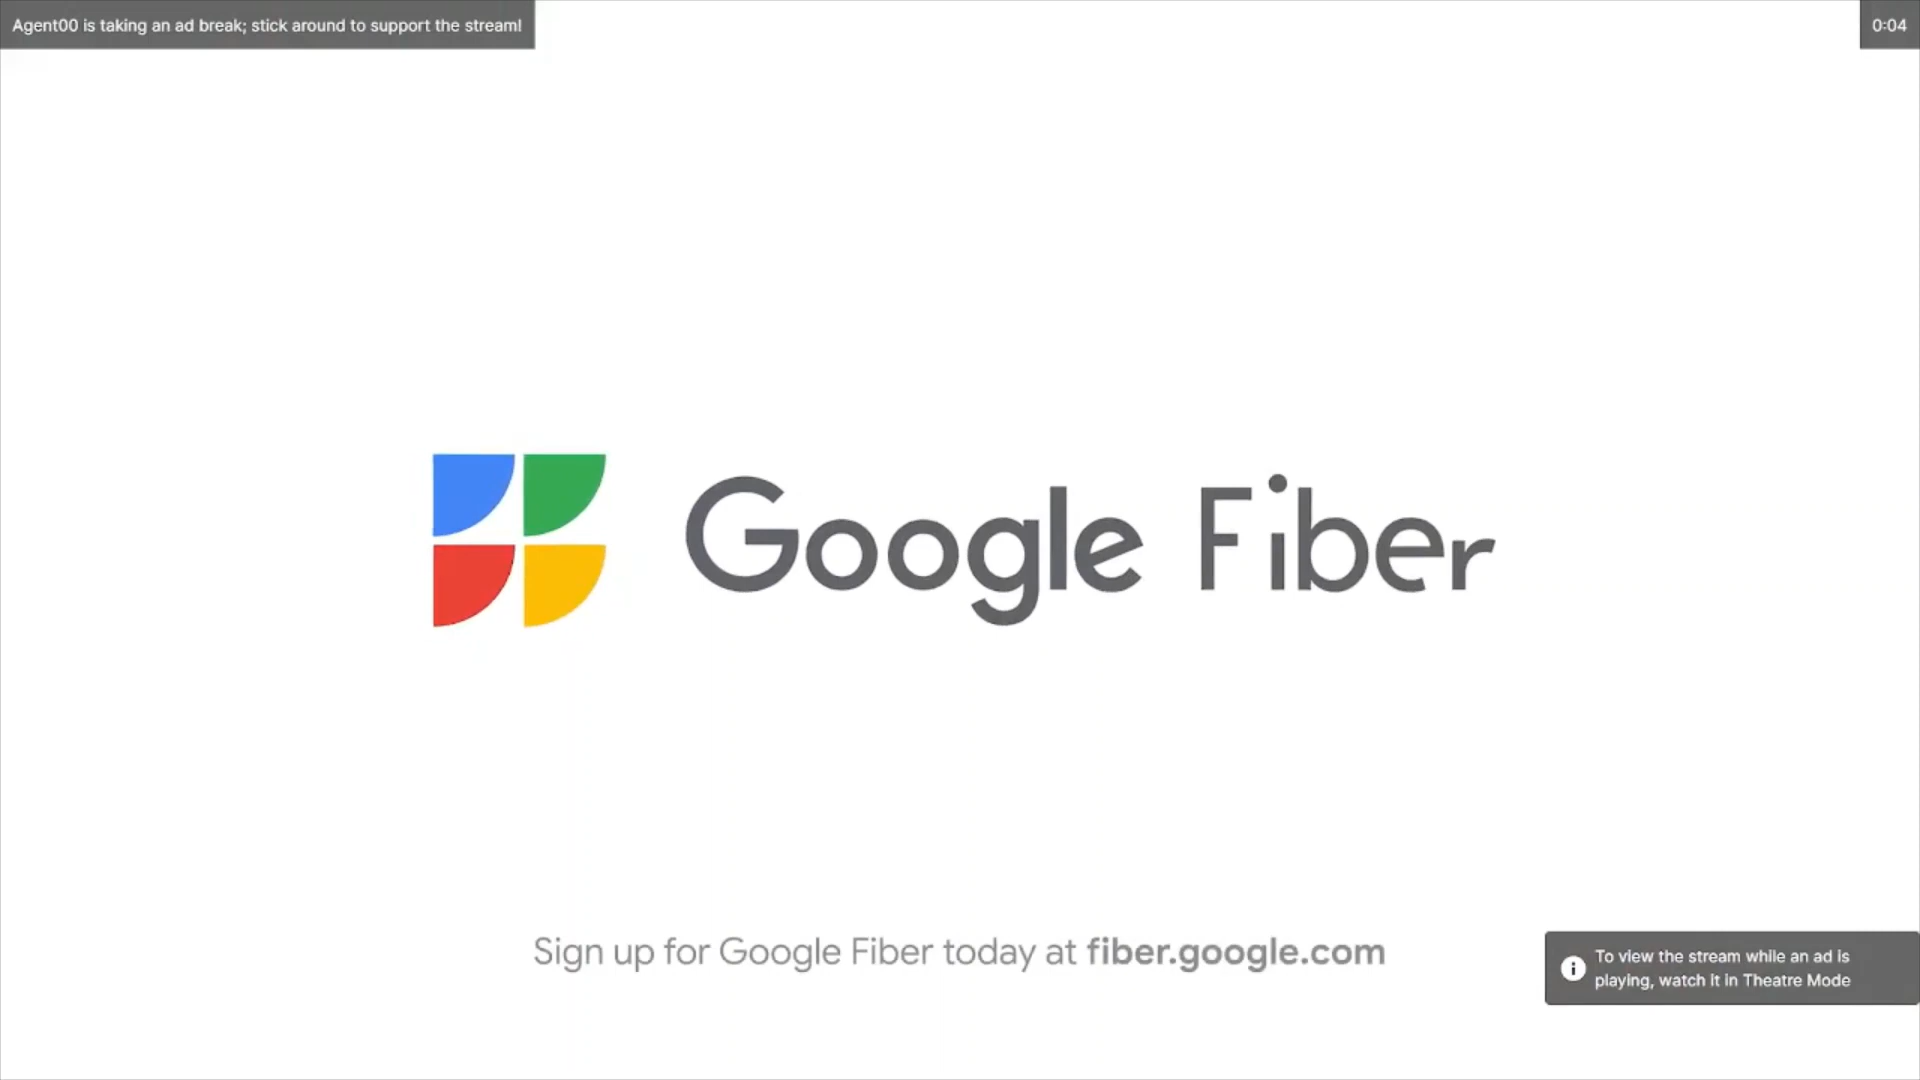 Agent00 is taking an ad break; stick around to support the stream!
0:04
Google Fiber
Sign up for Google Fiber today at fiber.google.com
To view the stream while an ad is
playing, watch it in Theatre Mode